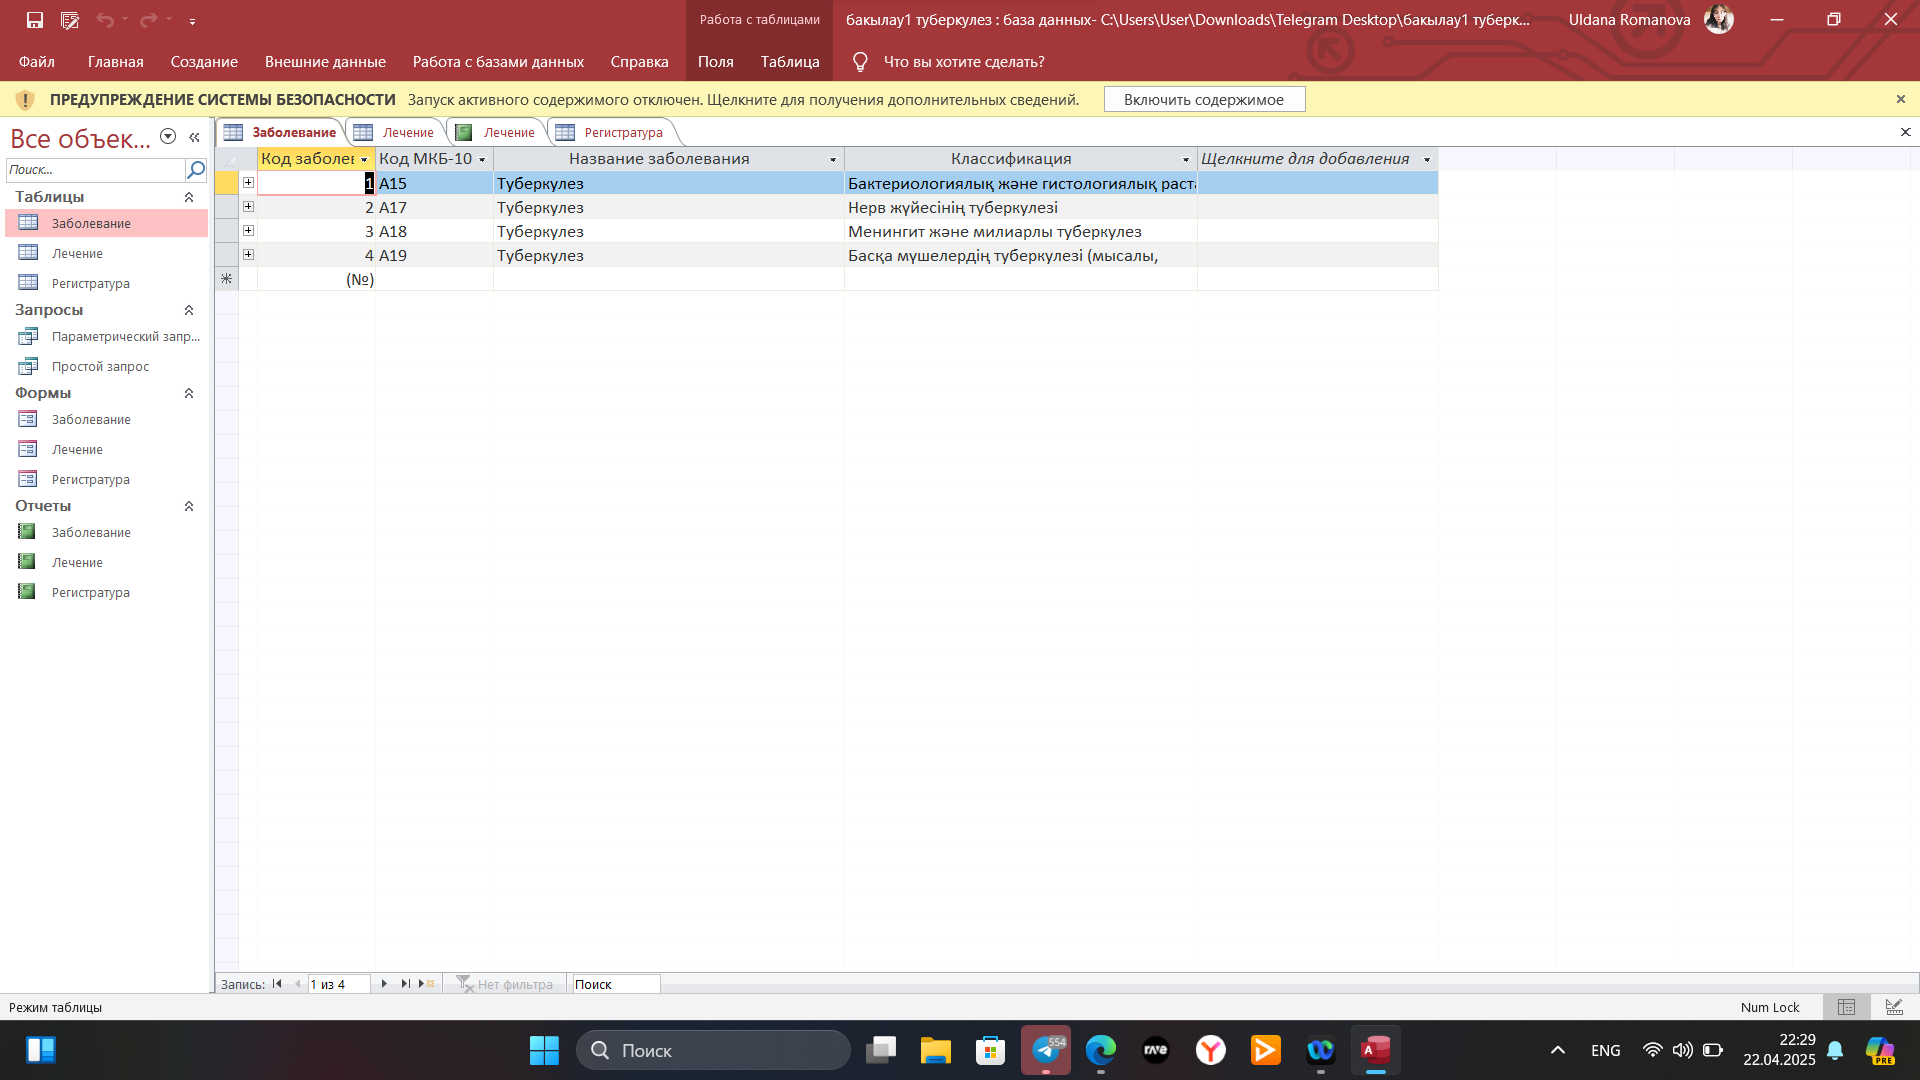 Работа с таблицами
бакылау1 туберкулез : база данных- C:\Users\User\Downloads\Telegram Desktop\бакылау1 туберк...
Uldana Romanova
Файл Главная Создание Внешние данные Работа с базами данных Справка Поля Таблица Что вы хотите сделать?
ПРЕДУПРЕЖДЕНИЕ СИСТЕМЫ БЕЗОПАСНОСТИ Запуск активного содержимого отключен. Щелкните для получения дополнительных сведений. Включить содержимое
Все объек...
Поиск...
Таблицы
Заболевание
Лечение
Регистратура
Запросы
Параметрический запр...
Простой запрос
Формы
Заболевание
Лечение
Регистратура
Отчеты
Заболевание
Лечение
Регистратура
Заболевание Лечение Лечение Регистратура
Код заболев Код МКБ-10 Название заболевания Классификация Щелкните для добавления
1 A15 Туберкулез Бактериологиялық және гистологиялық раста
2 A17 Туберкулез Нерв жүйесінің туберкулезі
3 A18 Туберкулез Менингит және милиарлы туберкулез
4 A19 Туберкулез Басқа мүшелердің туберкулезі (мысалы,
(№)
Запись: 1 из 4 Нет фильтра Поиск
Режим таблицы Num Lock
Поиск
554
rave
A
ENG
22:29
22.04.2025
PRE